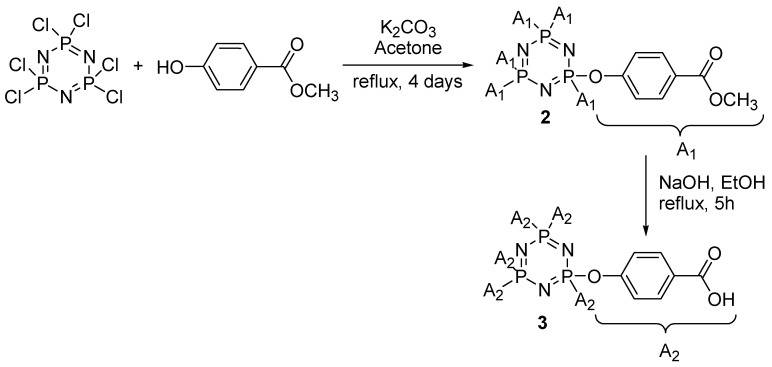 Cl Cl
P
N N
Cl Cl
P P
Cl N Cl
+
HO
O
OCH3
K2CO3
Acetone
reflux, 4 days
A1 A1
P
N N
A1
P P
A1 N A1
O
O
OCH3
2
A1
NaOH, EtOH
reflux, 5h
A2 A2
P
N N
A2
P P
A2 N A2
O
O
OH
3
A2